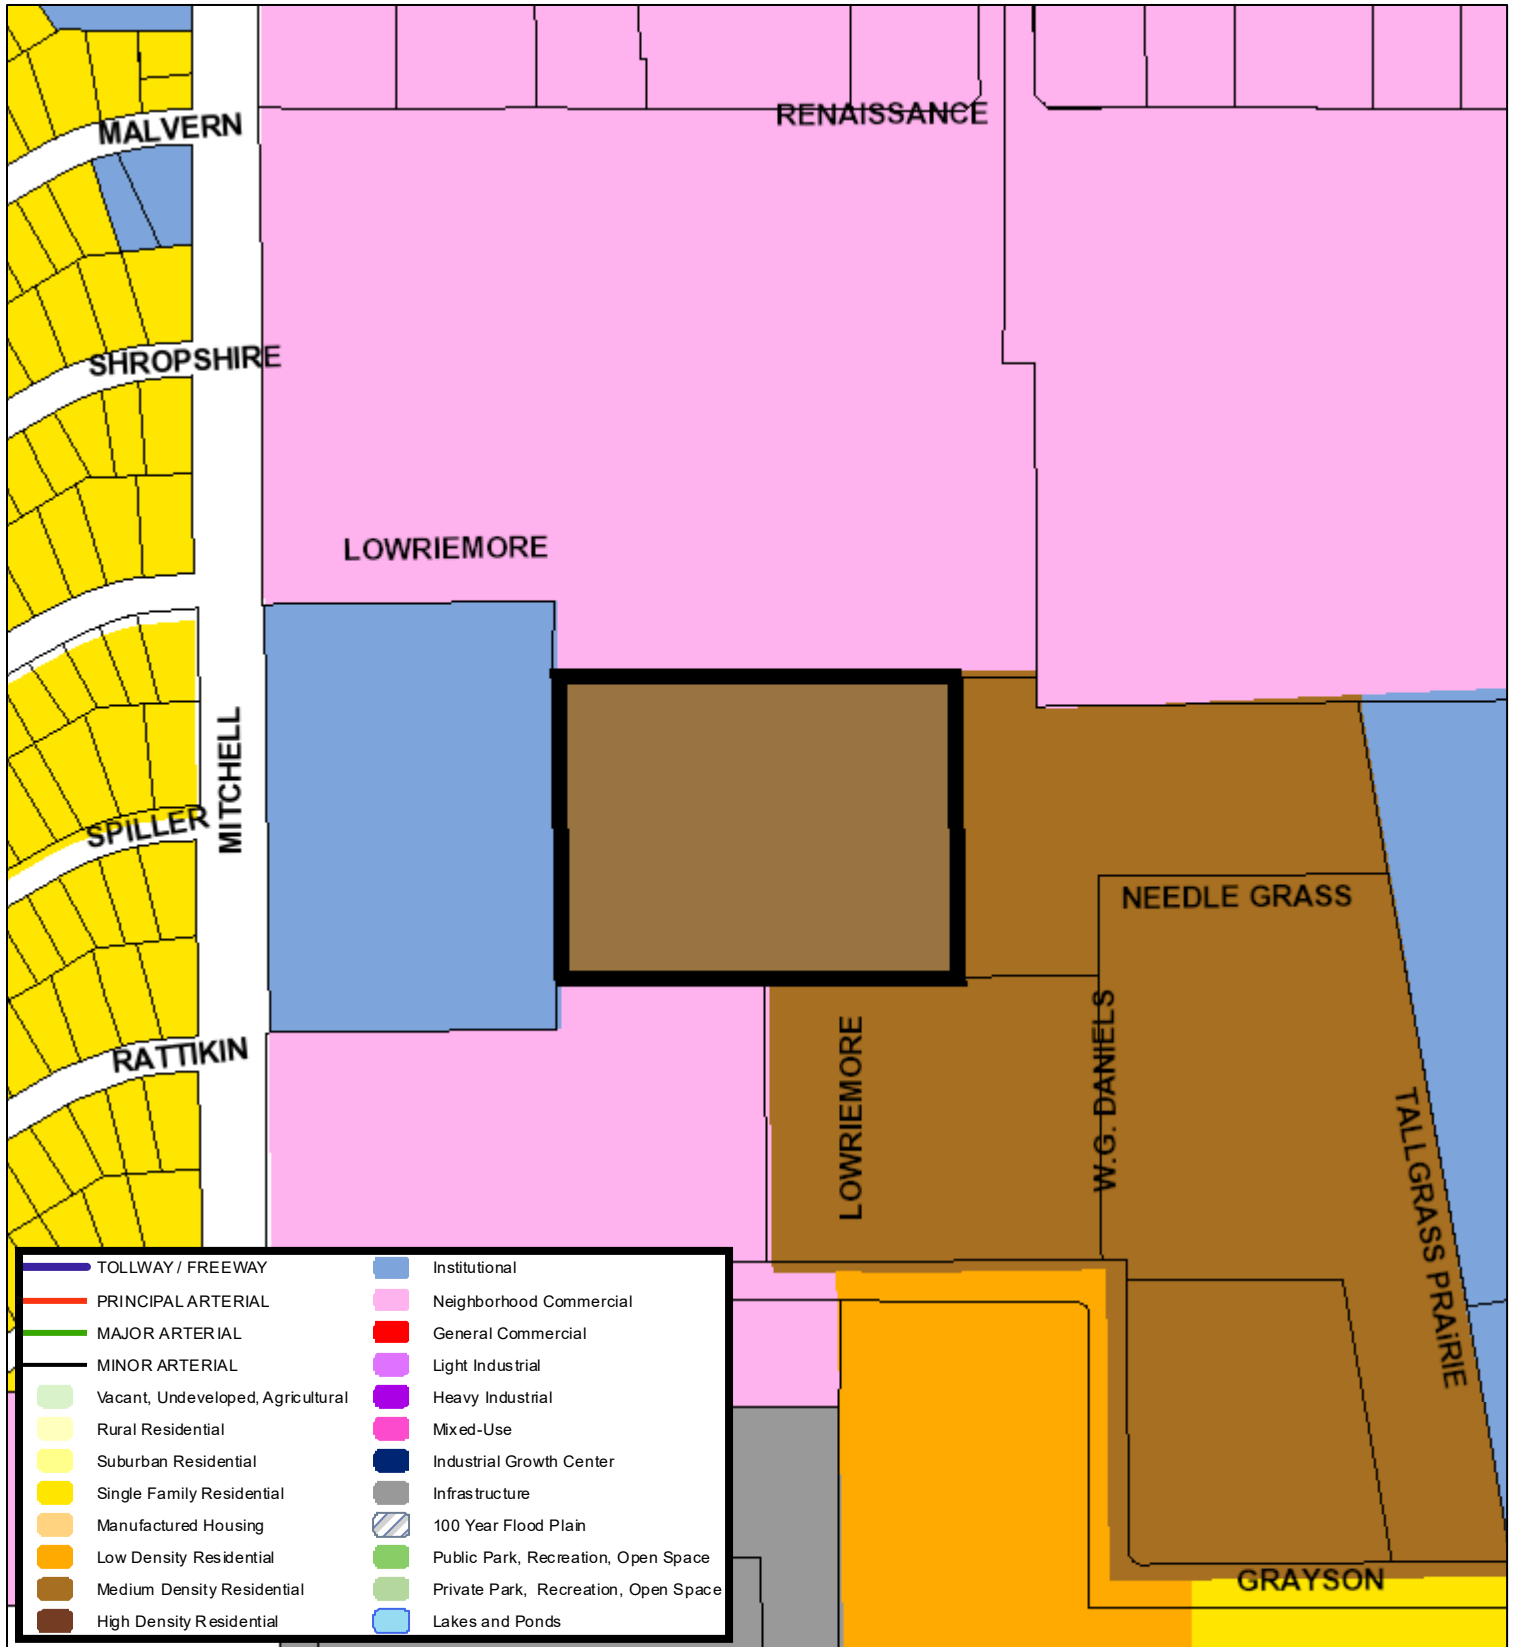 RENAISSANCE
MALVERN
SHROPSHIRE
LOWRIEMORE
MITCHELL
SPILLER
NEEDLE GRASS
RATTIKIN
LOWRIEMORE
W.G. DANIELS
TALLGRASS PRAiRIE
GRAYSON
TOLLWAY / FREEWAY
PRINCIPAL ARTERIAL
MAJOR ARTERIAL
MINOR ARTERIAL
Vacant, Undeveloped, Agricultural
Rural Residential
Suburban Residential
Single Family Residential
Manufactured Housing
Low Density Residential
Medium Density Residential
High Density Residential
Institutional
Neighborhood Commercial
General Commercial
Light Industrial
Heavy Industrial
Mixed-Use
Industrial Growth Center
Infrastructure
100 Year Flood Plain
Public Park, Recreation, Open Space
Private Park, Recreation, Open Space
Lakes and Ponds